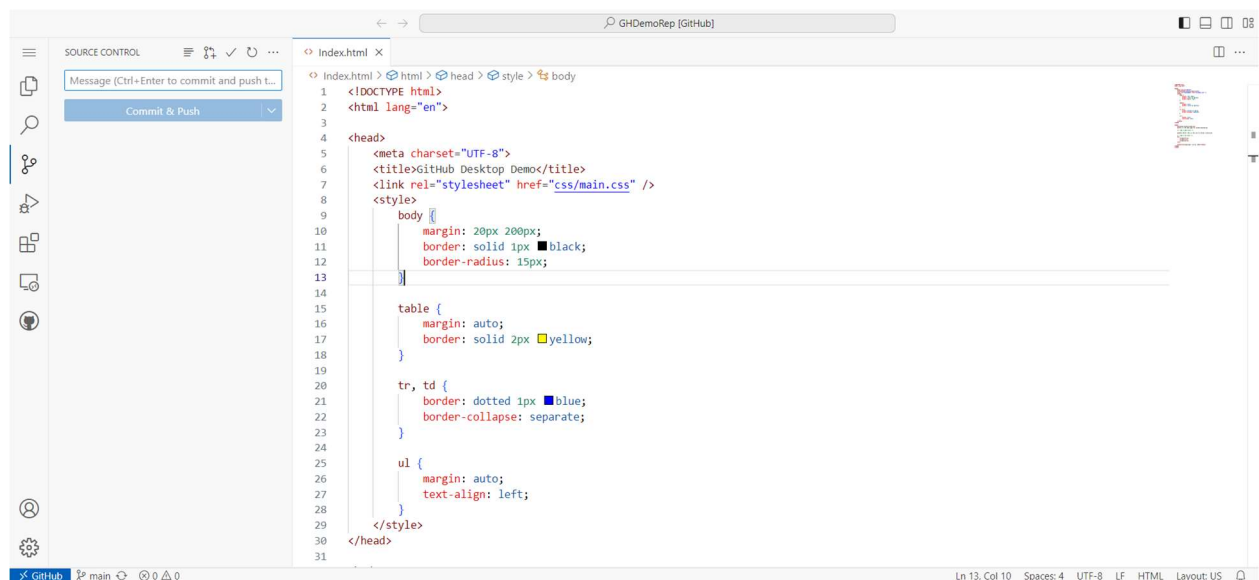 GHDemoRep [GitHub]
SOURCE CONTROL
Message (Ctrl+Enter to commit and push t...
Commit & Push
Index.html
Index.html > html > head > style > body
1 <!DOCTYPE html>
2 <html lang="en">
3
4 <head>
5     <meta charset="UTF-8">
6     <title>GitHub Desktop Demo</title>
7     <link rel="stylesheet" href="css/main.css" />
8     <style>
9         body {
10             margin: 20px 200px;
11             border: solid 1px black;
12             border-radius: 15px;
13         }
14
15         table {
16             margin: auto;
17             border: solid 2px yellow;
18         }
19
20         tr, td {
21             border: dotted 1px blue;
22             border-collapse: separate;
23         }
24
25         ul {
26             margin: auto;
27             text-align: left;
28         }
29     </style>
30 </head>
31
GitHub main 0 0 Ln 13, Col 10 Spaces: 4 UTF-8 LF HTML Layout: US